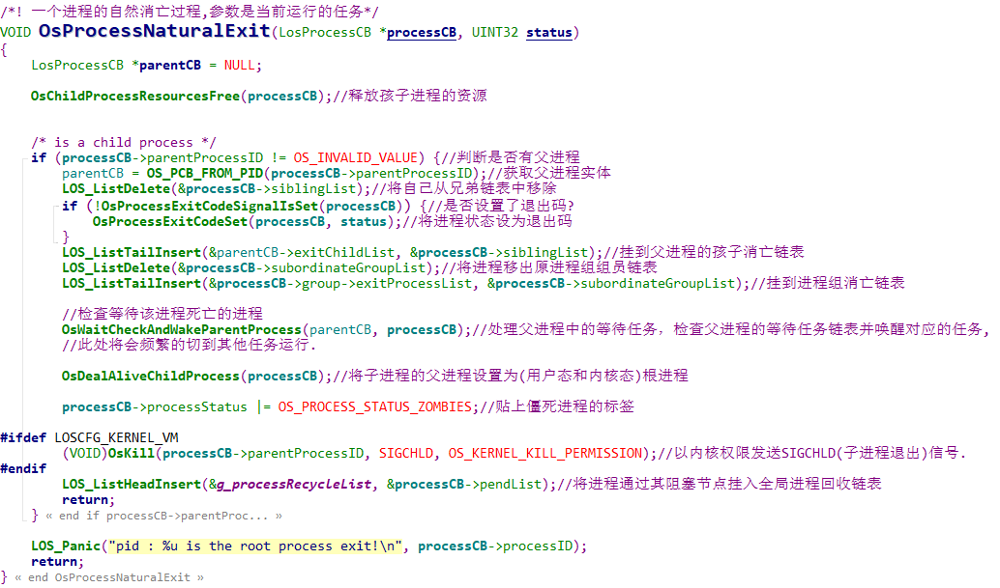 /*! 一个进程的自然消亡过程,参数是当前运行的任务*/
VOID OsProcessNaturalExit(LosProcessCB *processCB, UINT32 status)
{
    LosProcessCB *parentCB = NULL;
    OsChildProcessResourcesFree(processCB);//释放孩子进程的资源
    /* is a child process */
    if (processCB->parentProcessID != OS_INVALID_VALUE) {//判断是否有父进程
        parentCB = OS_PCB_FROM_PID(processCB->parentProcessID);//获取父进程实体
        LOS_ListDelete(&processCB->siblingList);//将自己从兄弟链表中移除
        if (!OsProcessExitCodeSignalIsSet(processCB)) {//是否设置了退出码?
            OsProcessExitCodeSet(processCB, status);//将进程状态设为退出码
        }
        LOS_ListTailInsert(&parentCB->exitChildList, &processCB->siblingList);//挂到父进程的孩子消亡链表
        LOS_ListDelete(&processCB->subordinateGroupList);//将进程移出原进程组组员链表
        LOS_ListTailInsert(&processCB->group->exitProcessList, &processCB->subordinateGroupList);//挂到进程组消亡链表
        //检查等待该进程死亡的进程
        OsWaitCheckAndWakeParentProcess(parentCB, processCB);//处理父进程中的等待任务，检查父进程的等待任务链表并唤醒对应的任务,
        //此处将会频繁的切到其他任务运行.
        OsDealAliveChildProcess(processCB);//将子进程的父进程设置为(用户态和内核态)根进程
        processCB->processStatus |= OS_PROCESS_STATUS_ZOMBIES;//贴上僵死进程的标签
#ifdef LOSCFG_KERNEL_VM
        (VOID)OsKill(processCB->parentProcessID, SIGCHLD, OS_KERNEL_KILL_PERMISSION);//以内核权限发送SIGCHLD(子进程退出)信号.
#endif
        LOS_ListHeadInsert(&g_processRecycleList, &processCB->pendList);//将进程通过其阻塞节点挂入全局进程回收链表
        return;
    } « end if processCB->parentProc... »
    LOS_Panic("pid : %u is the root process exit!\n", processCB->processID);
    return;
} « end OsProcessNaturalExit »